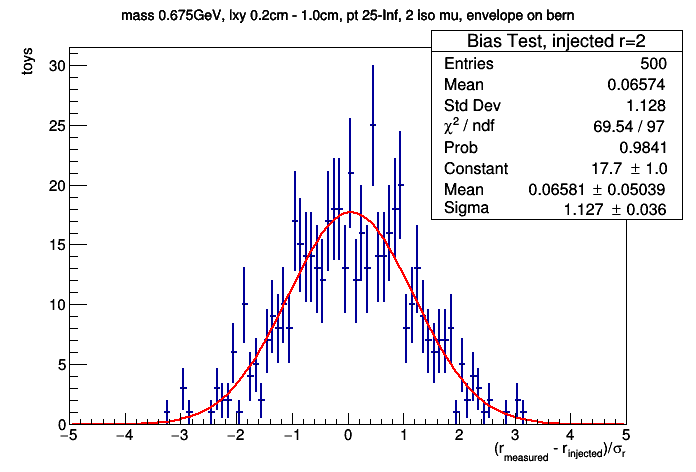 mass 0.675GeV, lxy 0.2cm - 1.0cm, pt 25-Inf, 2 Iso mu, envelope on bern
toys
Bias Test, injected r=2
Entries 500
Mean 0.06574
Std Dev 1.128
χ² / ndf 69.54 / 97
Prob 0.9841
Constant 17.7 ± 1.0
Mean 0.06581 ± 0.05039
Sigma 1.127 ± 0.036
30
25
20
15
10
5
0
−5 −4 −3 −2 −1 0 1 2 3 4 5
(r_measured - r_injected)/σ_r